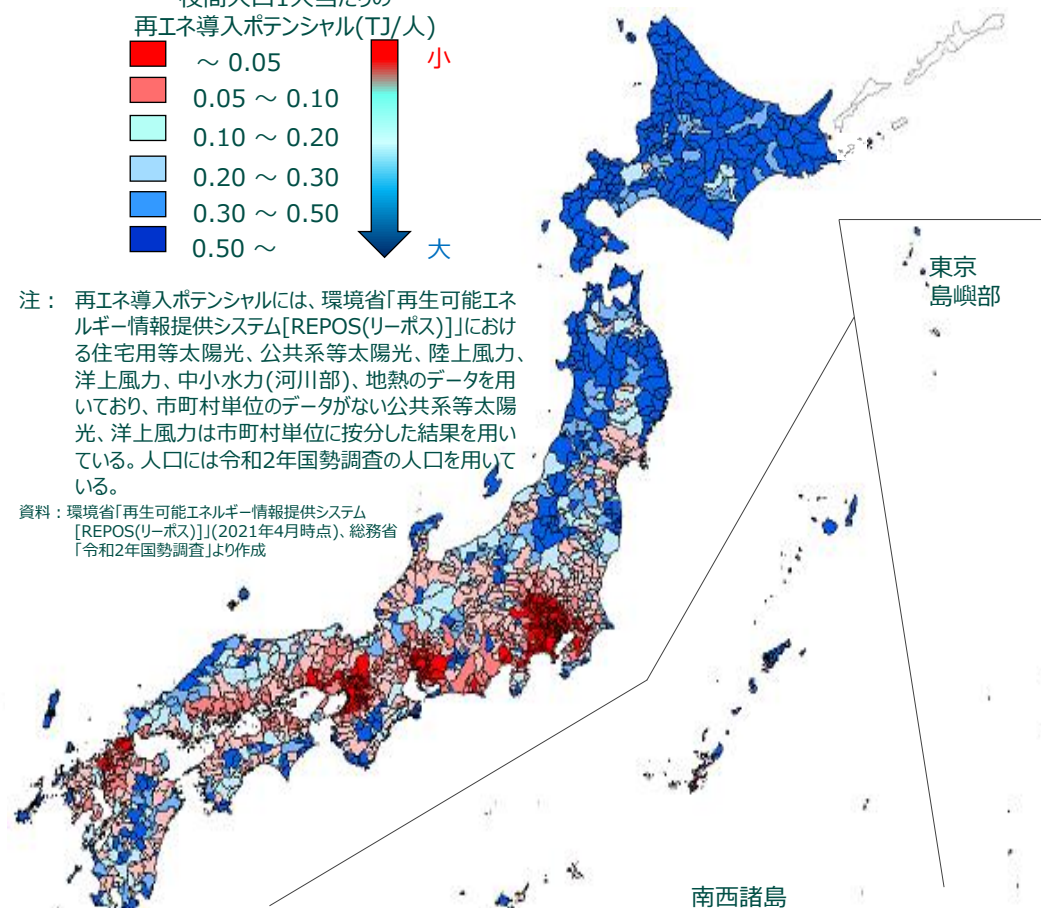 夜間人口1人当たりの
再エネ導入ポテンシャル(TJ/人)
～ 0.05
0.05 ～ 0.10
0.10 ～ 0.20
0.20 ～ 0.30
0.30 ～ 0.50
0.50 ～
小
大
注： 再エネ導入ポテンシャルには、環境省「再生可能エネ
ルギー情報提供システム[REPOS(リーポス)]」におけ
る住宅用等太陽光、公共系等太陽光、陸上風力、
洋上風力、中小水力(河川部)、地熱のデータを用
いており、市町村単位のデータがない公共系等太陽
光、洋上風力は市町村単位に按分した結果を用い
ている。人口には令和2年国勢調査の人口を用いて
いる。
資料：環境省「再生可能エネルギー情報提供システム
[REPOS(リーポス)]」(2021年4月時点)、総務省
「令和2年国勢調査」より作成
東京
島嶼部
南西諸島